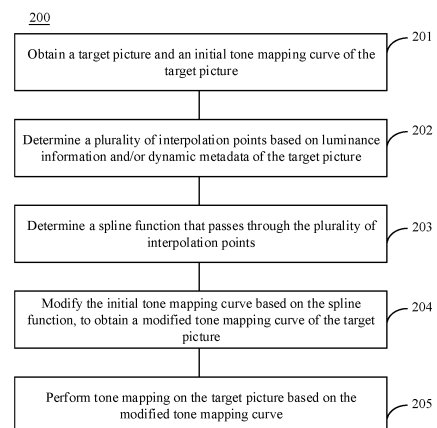 200
201
Obtain a target picture and an initial tone mapping curve of the
target picture
202
Determine a plurality of interpolation points based on luminance
information and/or dynamic metadata of the target picture
203
Determine a spline function that passes through the plurality of
interpolation points
204
Modify the initial tone mapping curve based on the spline
function, to obtain a modified tone mapping curve of the target
picture
205
Perform tone mapping on the target picture based on the
modified tone mapping curve